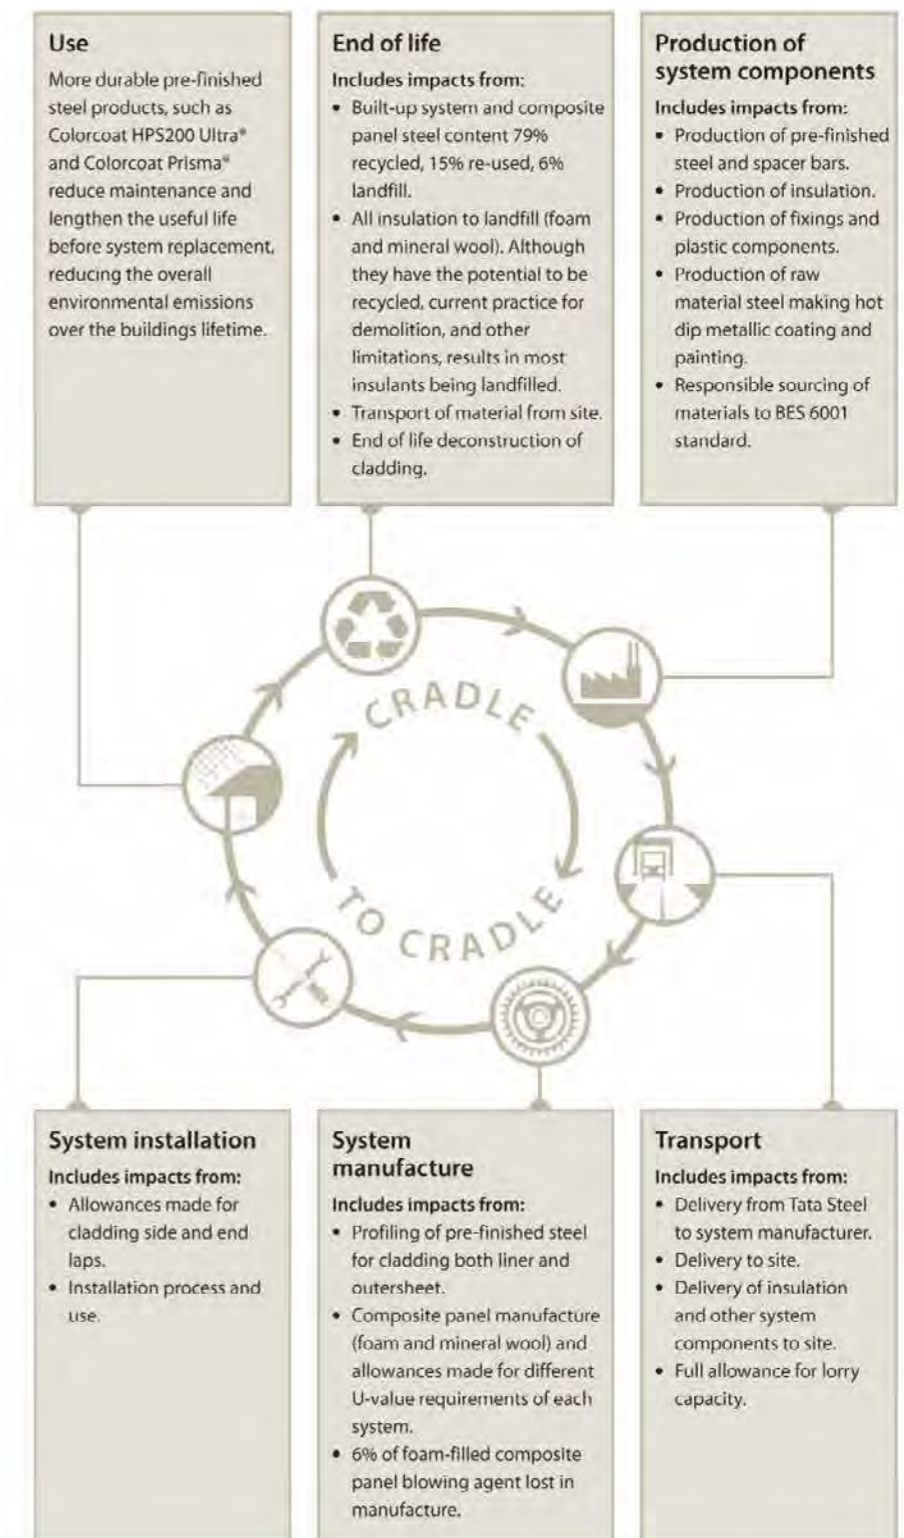 Use
More durable pre-finished
steel products, such as
Colorcoat HPS200 Ultra®
and Colorcoat Prisma®
reduce maintenance and
lengthen the useful life
before system replacement,
reducing the overall
environmental emissions
over the buildings lifetime.
End of life
Includes impacts from:
• Built-up system and composite
panel steel content 79%
recycled, 15% re-used, 6%
landfill.
• All insulation to landfill (foam
and mineral wool). Although
they have the potential to be
recycled, current practice for
demolition, and other
limitations, results in most
insulants being landfilled.
• Transport of material from site.
• End of life deconstruction of
cladding.
Production of
system components
Includes impacts from:
• Production of pre-finished
steel and spacer bars.
• Production of insulation.
• Production of fixings and
plastic components.
• Production of raw
material steel making hot
dip metallic coating and
painting.
• Responsible sourcing of
materials to BES 6001
standard.
CRADLE
TO CRADLE
System installation
Includes impacts from:
• Allowances made for
cladding side and end
laps.
• Installation process and
use.
System
manufacture
Includes impacts from:
• Profiling of pre-finished steel
for cladding both liner and
outersheet.
• Composite panel manufacture
(foam and mineral wool) and
allowances made for different
U-value requirements of each
system.
• 6% of foam-filled composite
panel blowing agent lost in
manufacture.
Transport
Includes impacts from:
• Delivery from Tata Steel
to system manufacturer.
• Delivery to site.
• Delivery of insulation
and other system
components to site.
• Full allowance for lorry
capacity.